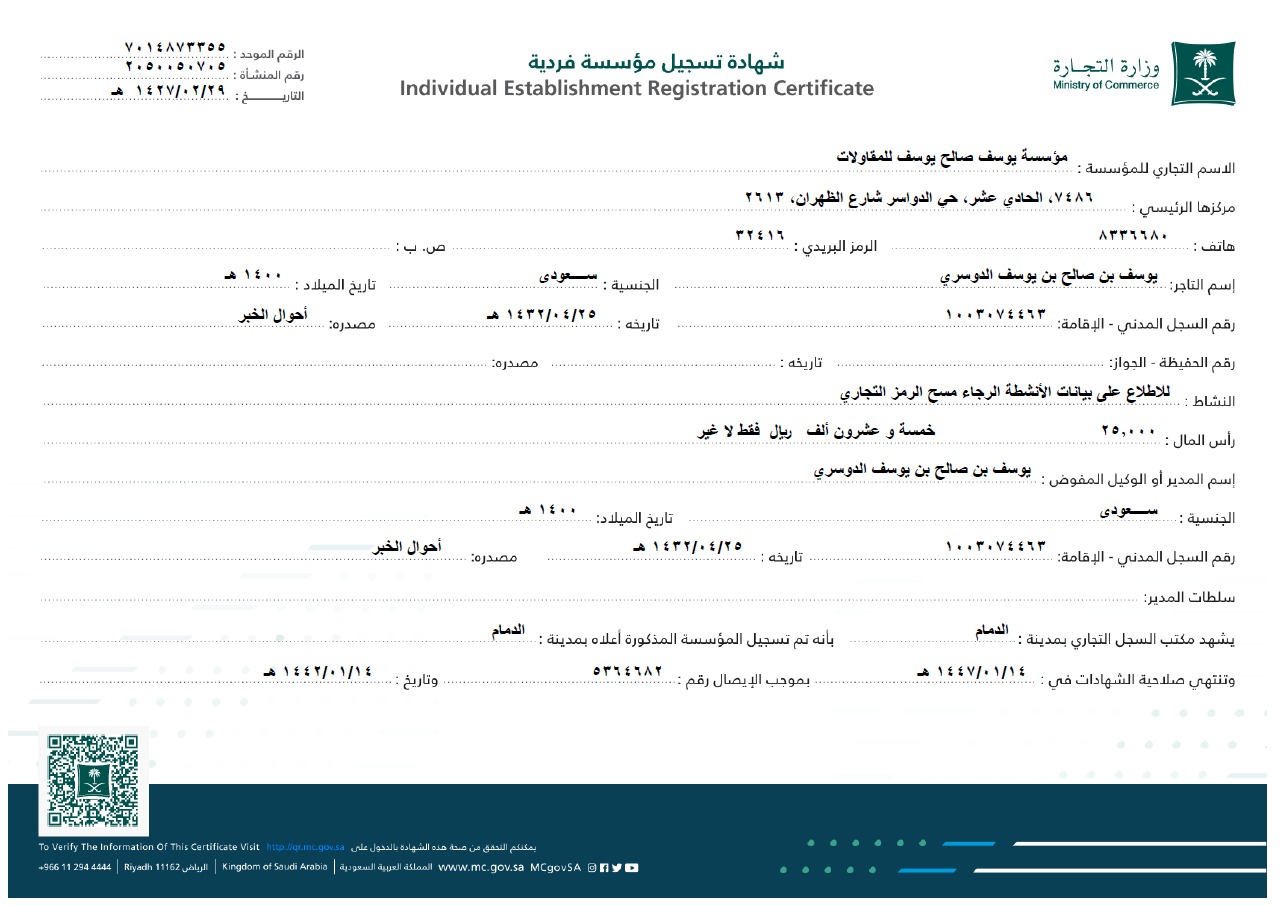 وزارة التجـارة
Ministry of Commerce
شهادة تسجيل مؤسسة فردية
Individual Establishment Registration Certificate
الرقم الموحد : ٧٠١٤٨٧٣٣٥٥
رقم المنشأة : ٢٠٥٠٠٥٠٧٠٥
التاريــــــخ : ١٤٢٧/٠٢/٢٩ هـ
الاسم التجاري للمؤسسة : مؤسسة يوسف صالح يوسف للمقاولات
مركزها الرئيسي : ٧٤٨٦، الحادي عشر، حي الدواسر شارع الظهران، ٢٦١٣
هاتف : ٨٣٣٦٦٨٠ الرمز البريدي : ٣٢٤١٦ ص. ب :
إسم التاجر: يوسف بن صالح بن يوسف الدوسري الجنسية : ســـعودى تاريخ الميلاد : ١٤٠٠ هـ
رقم السجل المدني - الإقامة: ١٠٠٣٠٧٤٤٦٣ تاريخه : ١٤٣٢/٠٤/٢٥ هـ مصدره: أحوال الخبر
رقم الحفيظة - الجواز: تاريخه : مصدره:
النشاط : للاطلاع على بيانات الأنشطة الرجاء مسح الرمز التجاري
رأس المال : ٢٥,٠٠٠ خمسة و عشرون ألف ريال فقط لا غير
إسم المدير أو الوكيل المفوض : يوسف بن صالح بن يوسف الدوسري
الجنسية : ســـعودى تاريخ الميلاد: ١٤٠٠ هـ
رقم السجل المدني - الإقامة: ١٠٠٣٠٧٤٤٦٣ تاريخه : ١٤٣٢/٠٤/٢٥ هـ مصدره: أحوال الخبر
سلطات المدير:
يشهد مكتب السجل التجاري بمدينة : الدمام بأنه تم تسجيل المؤسسة المذكورة أعلاه بمدينة : الدمام
وتنتهي صلاحية الشهادات في : ١٤٤٧/٠١/١٤ هـ بموجب الإيصال رقم : ٥٣٦٤٦٨٢ وتاريخ : ١٤٤٢/٠١/١٤ هـ
To Verify The Information Of This Certificate Visit http://qr.mc.gov.sa يمكنكم التحقق من صحة هذه الشهادة بالدخول على
+966 11 294 4444 | Riyadh 11162 الرياض | Kingdom of Saudi Arabia | المملكة العربية السعودية www.mc.gov.sa MCgovSA